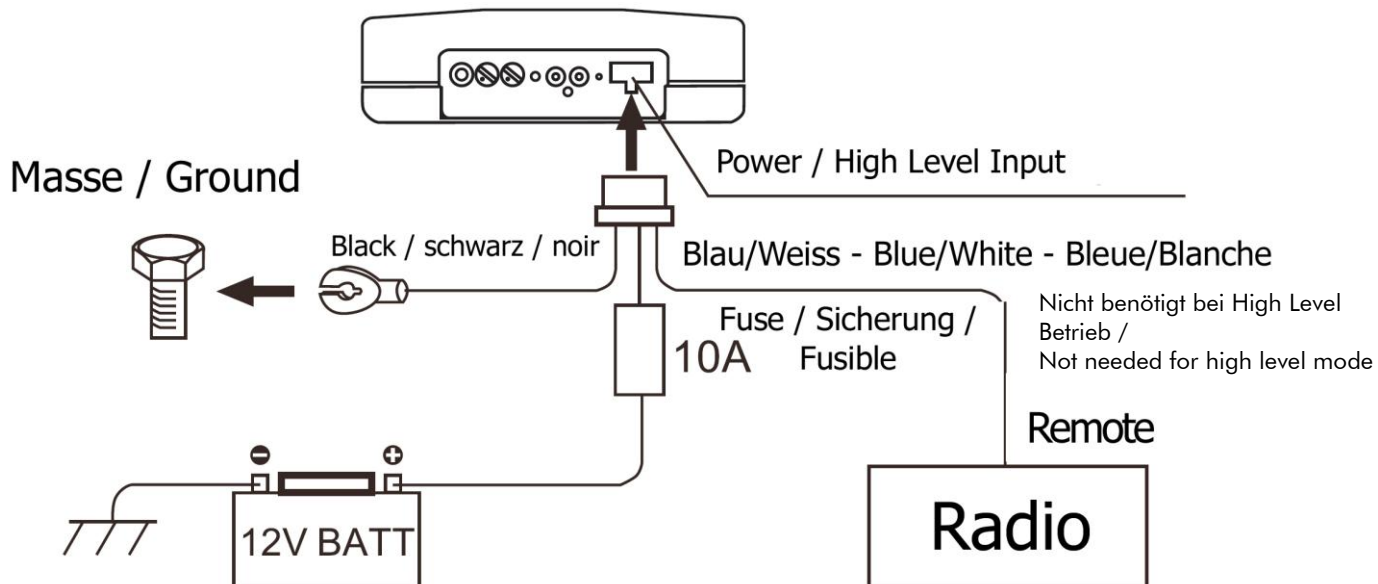 Power / High Level Input
Masse / Ground
Black / schwarz / noir
Blau/Weiss - Blue/White - Bleue/Blanche
Fuse / Sicherung /
Fusible
10A
Nicht benötigt bei High Level
Betrieb /
Not needed for high level mode
Remote
12V BATT
Radio